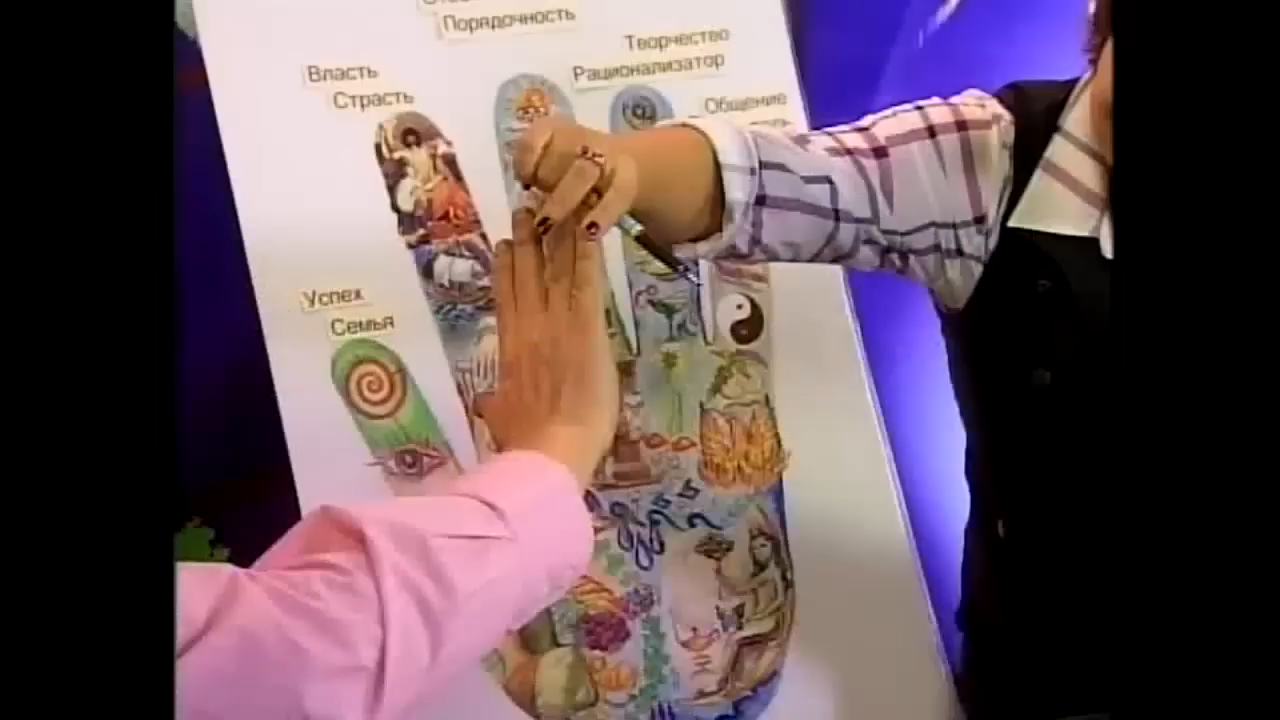 Порядочность
Творчество
Рационализатор
Власть
Страсть
Общение
Успех
Семья